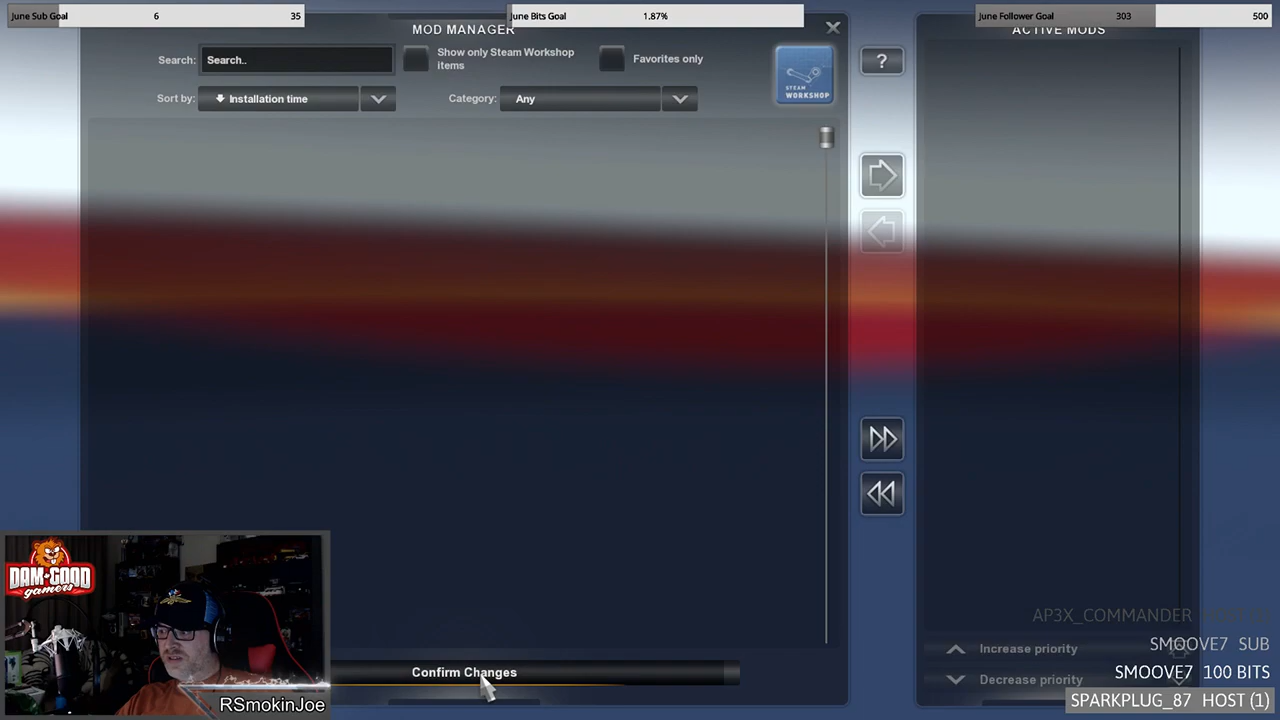 June Sub Goal 6 35
June Bits Goal 1.87%
June Follower Goal 303 500
MOD MANAGER
ACTIVE MODS
Search: Search..
Show only Steam Workshop
items
Favorites only
STEAM
WORKSHOP
?
Sort by: Installation time
Category: Any
DAM GOOD
gamers
RSmokinJoe
Confirm Changes
AP3X_COMMANDER HOST (1)
Increase priority
SMOOVE7 SUB
SMOOVE7 100 BITS
Decrease priority
SPARKPLUG_87 HOST (1)